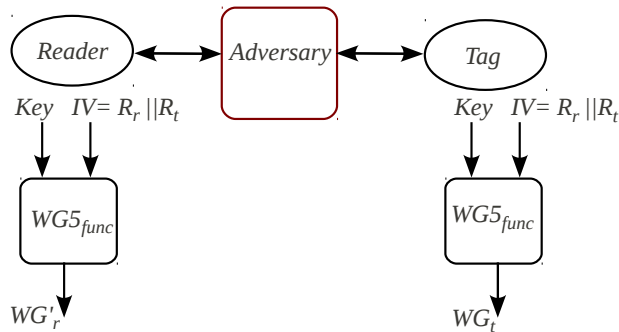 Reader
Adversary
Tag
Key IV= R_r ||R_t
Key IV= R_r ||R_t
WG5_func
WG5_func
WG'_r
WG_t